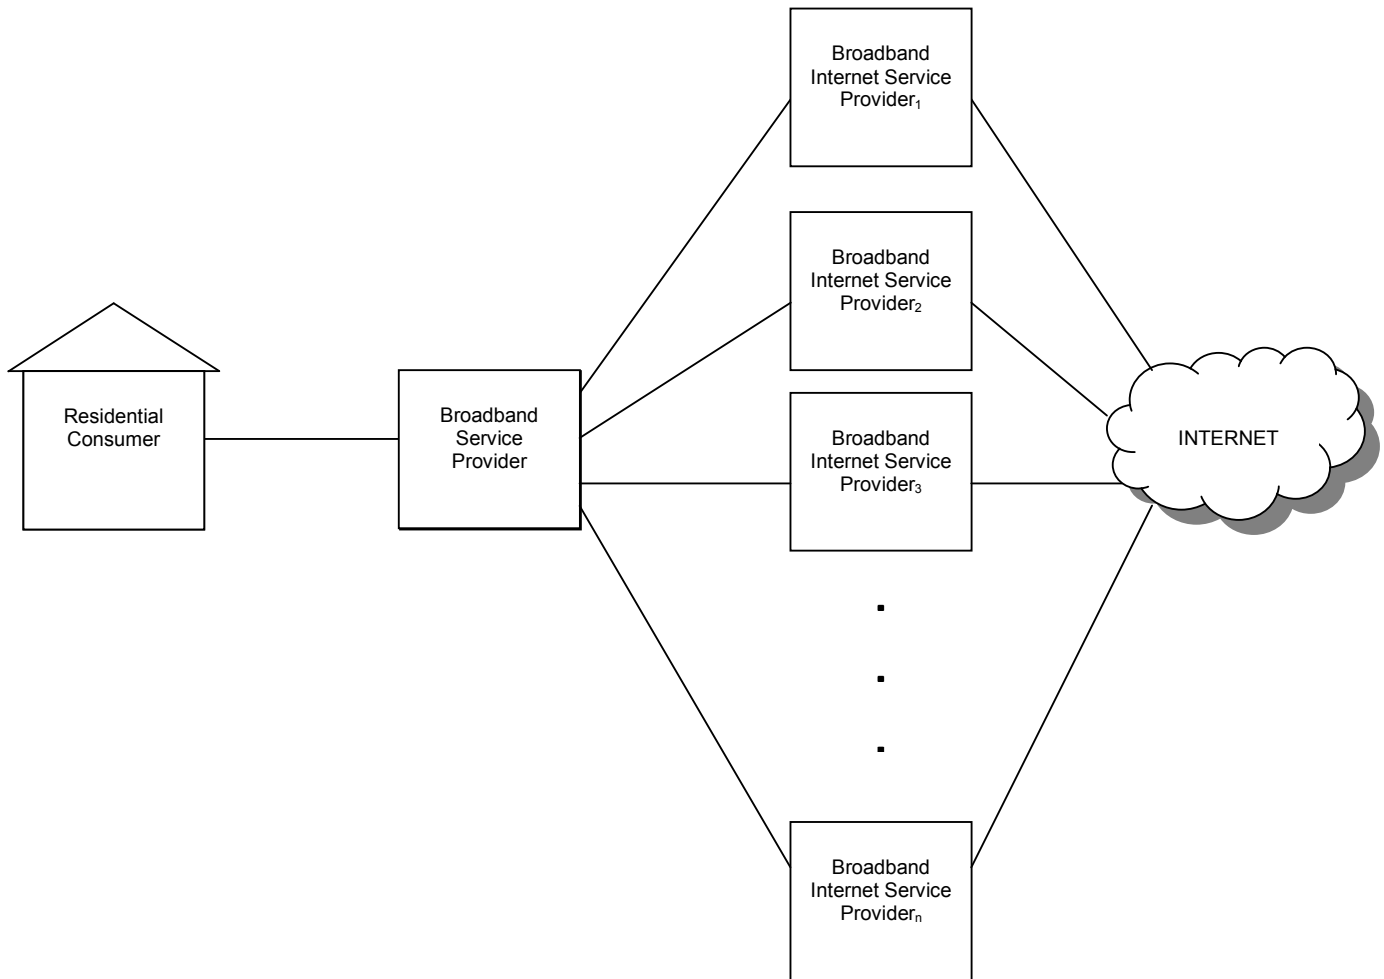 Broadband
Internet Service
Provider₁
Broadband
Internet Service
Provider₂
Residential
Consumer
Broadband
Service
Provider
Broadband
Internet Service
Provider₃
INTERNET
Broadband
Internet Service
Providerₙ